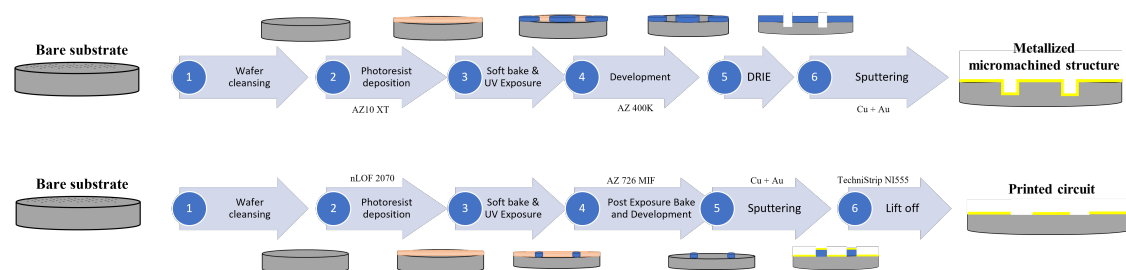 Bare substrate
1
Wafer
cleansing
2
Photoresist
deposition
AZ10 XT
3
Soft bake &
UV Exposure
4
Development
AZ 400K
5
DRIE
6
Sputtering
Cu + Au
Metallized
micromachined structure
Bare substrate
1
Wafer
cleansing
nLOF 2070
2
Photoresist
deposition
3
Soft bake &
UV Exposure
AZ 726 MIF
4
Post Exposure Bake
and Development
Cu + Au
5
Sputtering
TechniStrip NI555
6
Lift off
Printed circuit